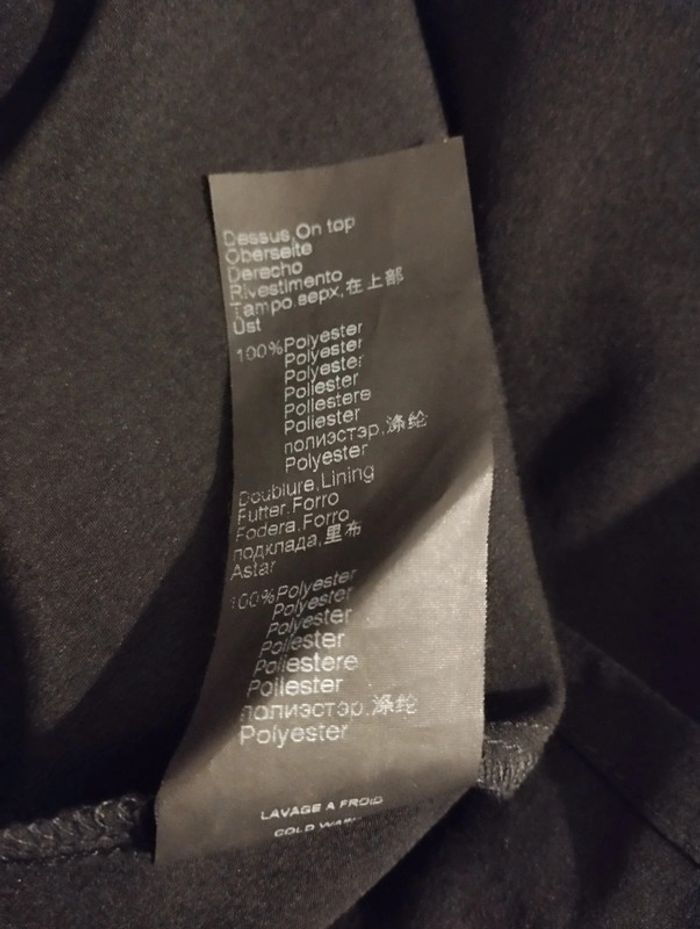 Dessus,On top
Oberseite
Derecho
Rivestimento
Tampo.верх,在上部
Üst
100%Polyester
Polyester
Polyester
Poliester
Poliestere
Poliester
полиэстэр,涤纶
Polyester
Doublure,Lining
Futter.Forro
Fodera.Forro
подклада,里布
Astar
100%Polyester
Polyester
Polyester
Poliester
Poliestere
Poliester
полиэстэр,涤纶
Polyester
LAVAGE A FROID
COLD